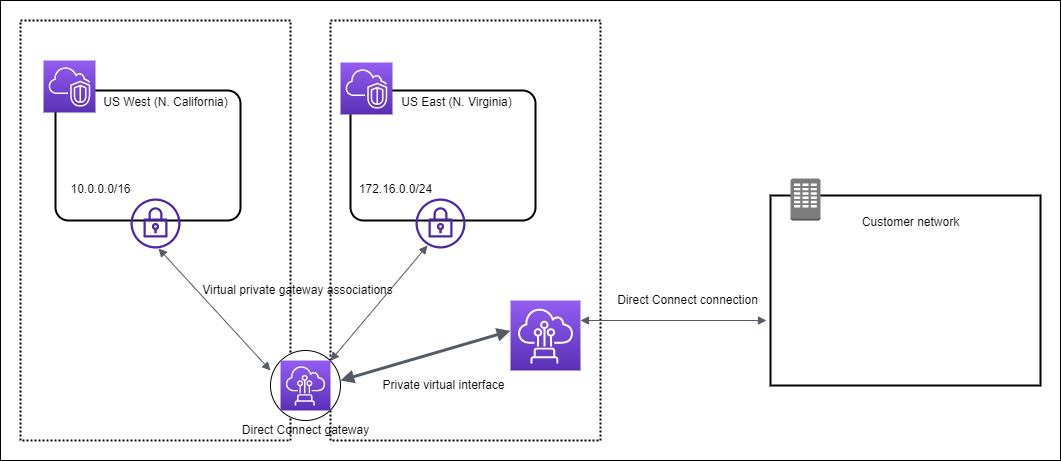 US West (N. California)
US East (N. Virginia)
10.0.0.0/16
172.16.0.0/24
Customer network
Virtual private gateway associations
Direct Connect connection
Private virtual interface
Direct Connect gateway